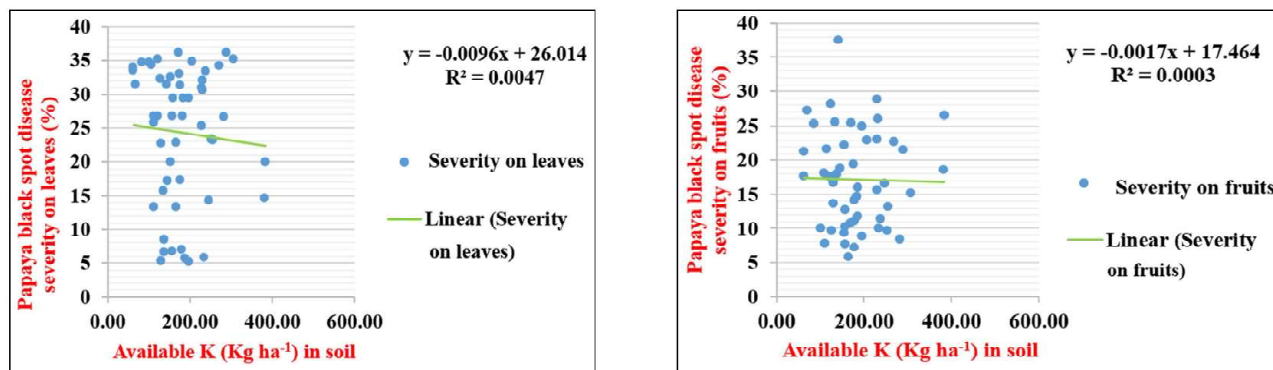 Papaya black spot disease
severity on leaves (%)
40
35
30
25
20
15
10
5
0
0.00 200.00 400.00 600.00
Available K (Kg ha⁻¹) in soil
y = -0.0096x + 26.014
R² = 0.0047
Severity on leaves
Linear (Severity
on leaves)
Papaya black spot disease
severity on fruits (%)
40
35
30
25
20
15
10
5
0
0.00 200.00 400.00 600.00
Available K (Kg ha⁻¹) in soil
y = -0.0017x + 17.464
R² = 0.0003
Severity on fruits
Linear (Severity
on fruits)